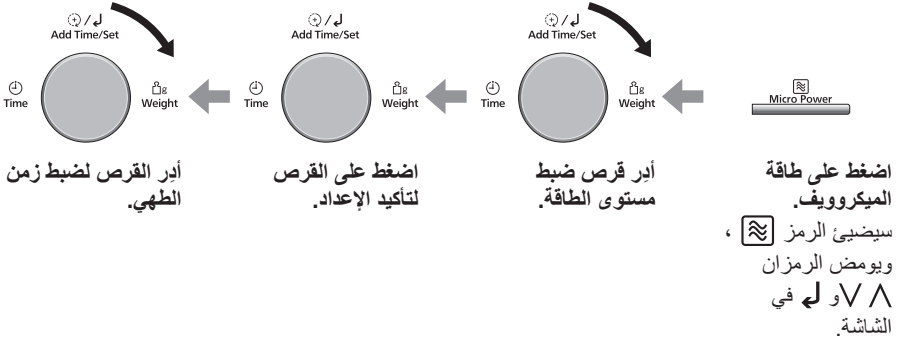 Micro Power
اضغط على طاقة
الميكروويف.
سيضيئ الرمز ،
ويومض الرمزان
و في
الشاشة.
Add Time/Set
Time
Weight
أدِر قرص ضبط
مستوى الطاقة.
Add Time/Set
Time
Weight
اضغط على القرص
لتأكيد الإعداد.
Add Time/Set
Time
Weight
أدِر القرص لضبط زمن
الطهي.